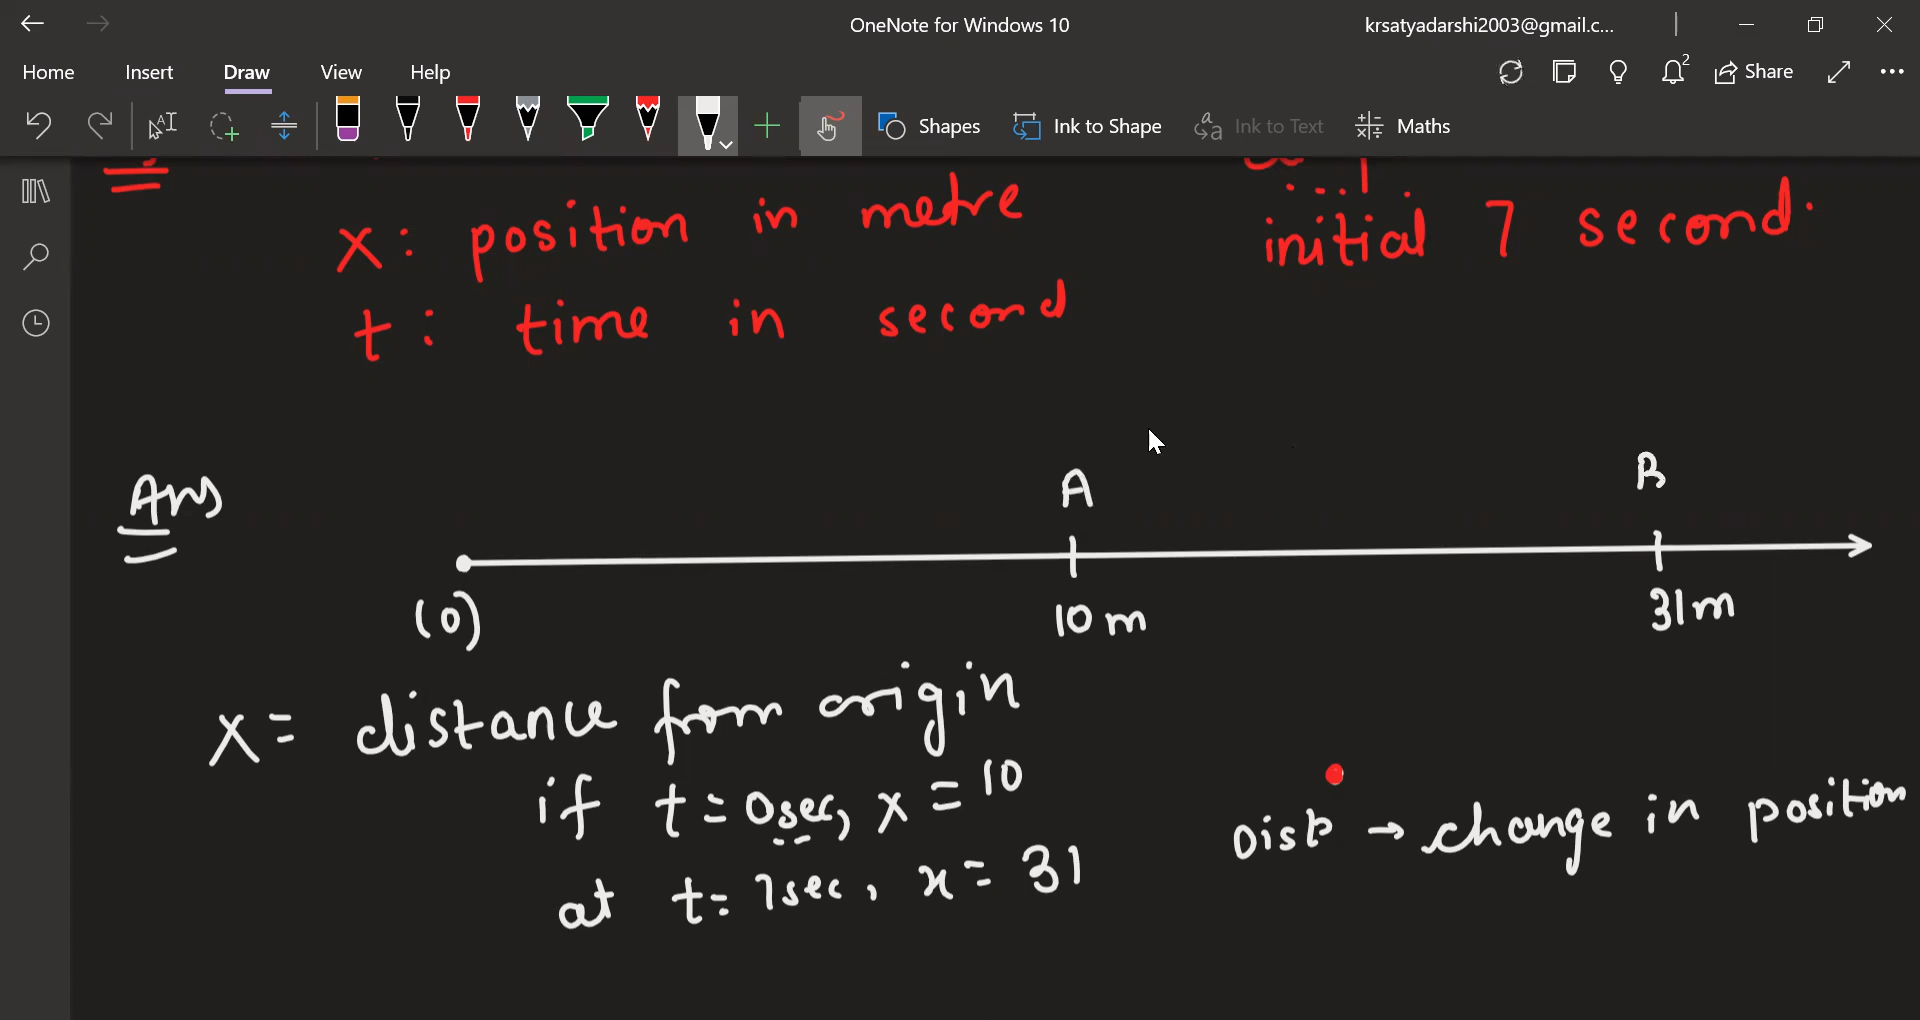 OneNote for Windows 10
krsatyadarshi2003@gmail.c...
Home Insert Draw View Help
2 Share
Shapes Ink to Shape Ink to Text Maths
x: position in metre
initial 7 second.
t: time in second
Ans
A
B
(0)
10 m
31m
x= distance from origin
if t=0sec, x=10
Disp → change in position
at t=7sec, x=31